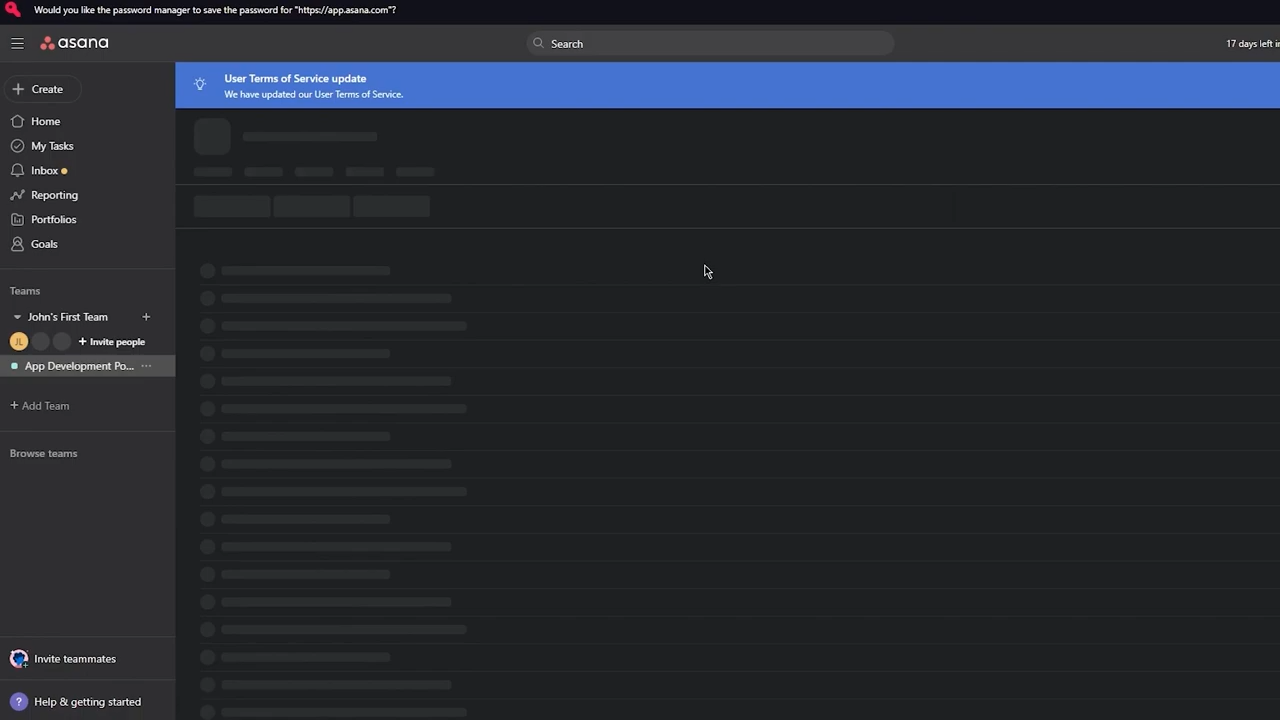 Would you like the password manager to save the password for "https://app.asana.com"?
asana
Search
17 days left in
Create
User Terms of Service update
We have updated our User Terms of Service.
Home
My Tasks
Inbox
Reporting
Portfolios
Goals
Teams
John's First Team
JL
+ Invite people
App Development Po...
+ Add Team
Browse teams
Invite teammates
? Help & getting started